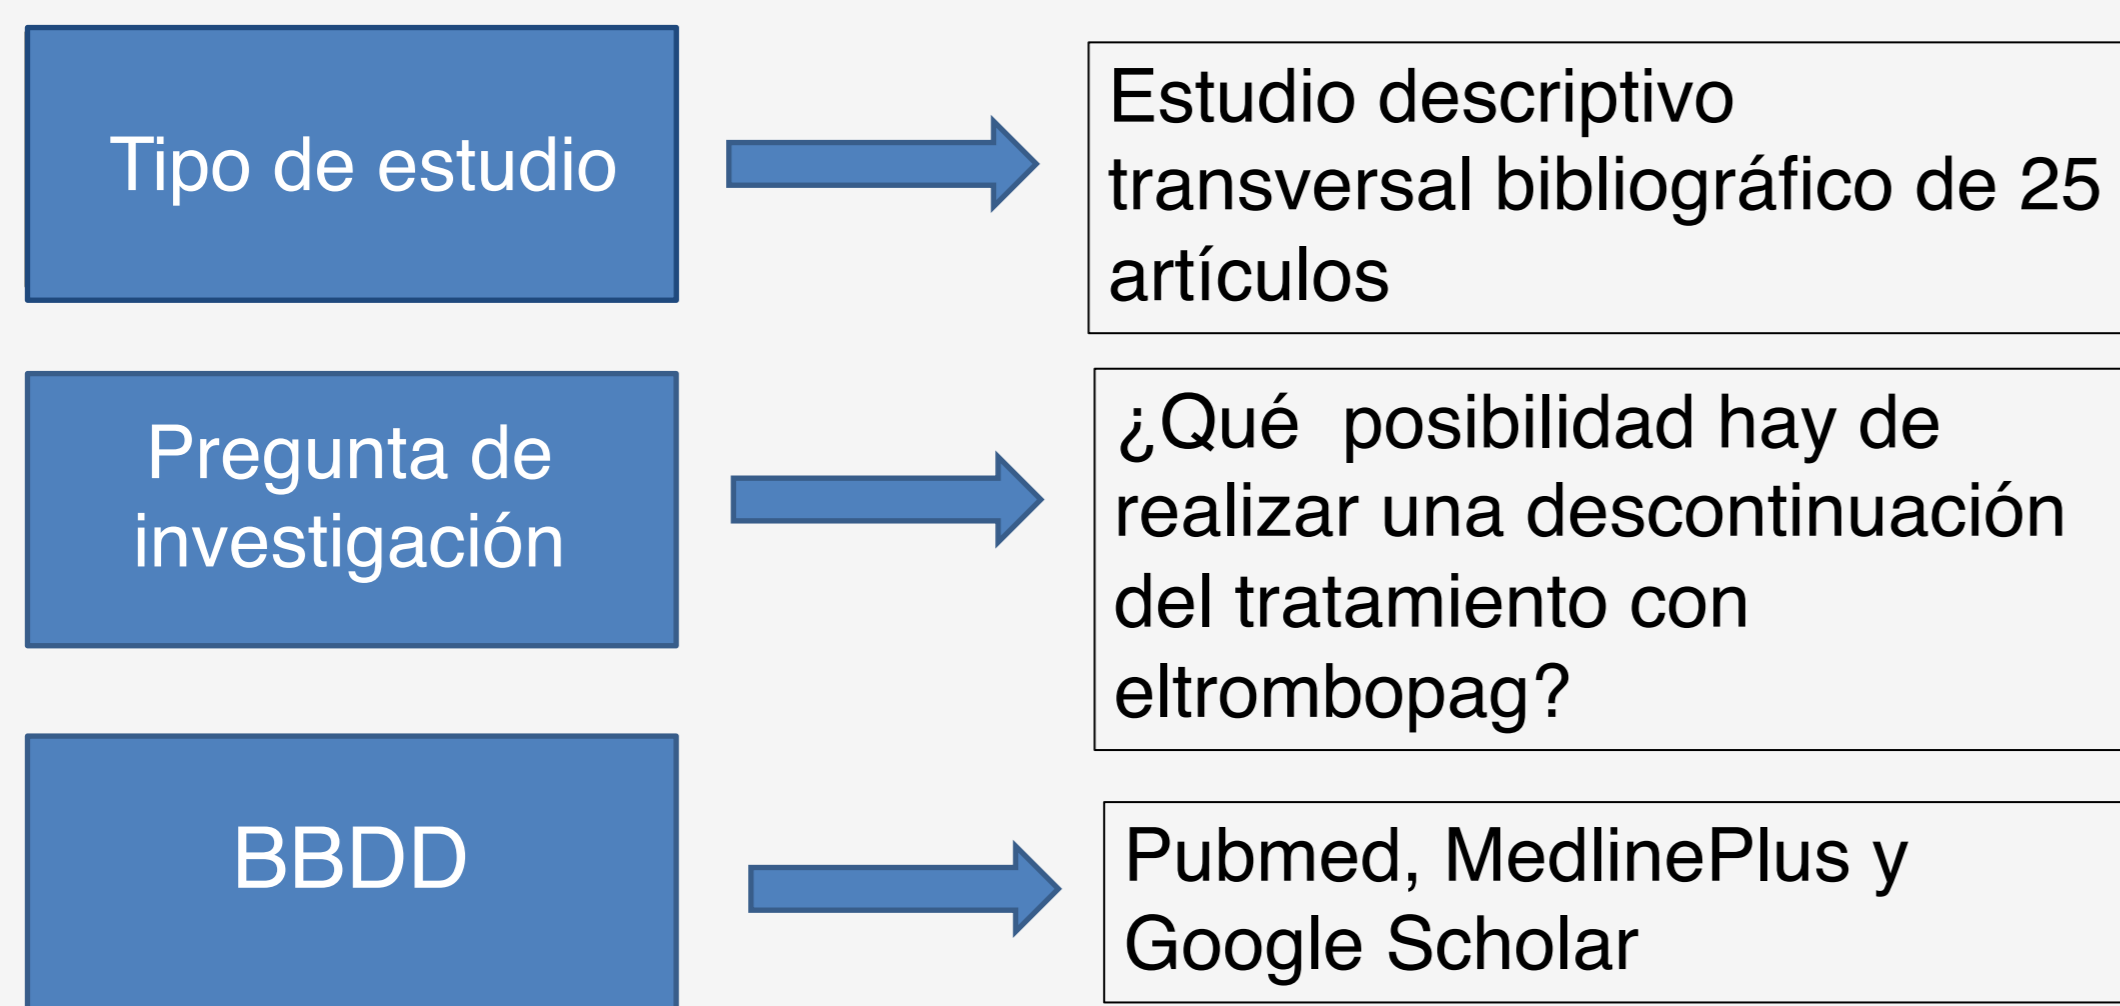 Tipo de estudio
Estudio descriptivo
transversal bibliográfico de 25
artículos
Pregunta de
investigación
¿Qué  posibilidad hay de
realizar una descontinuación
del tratamiento con
eltrombopag?
BBDD
Pubmed, MedlinePlus y
Google Scholar